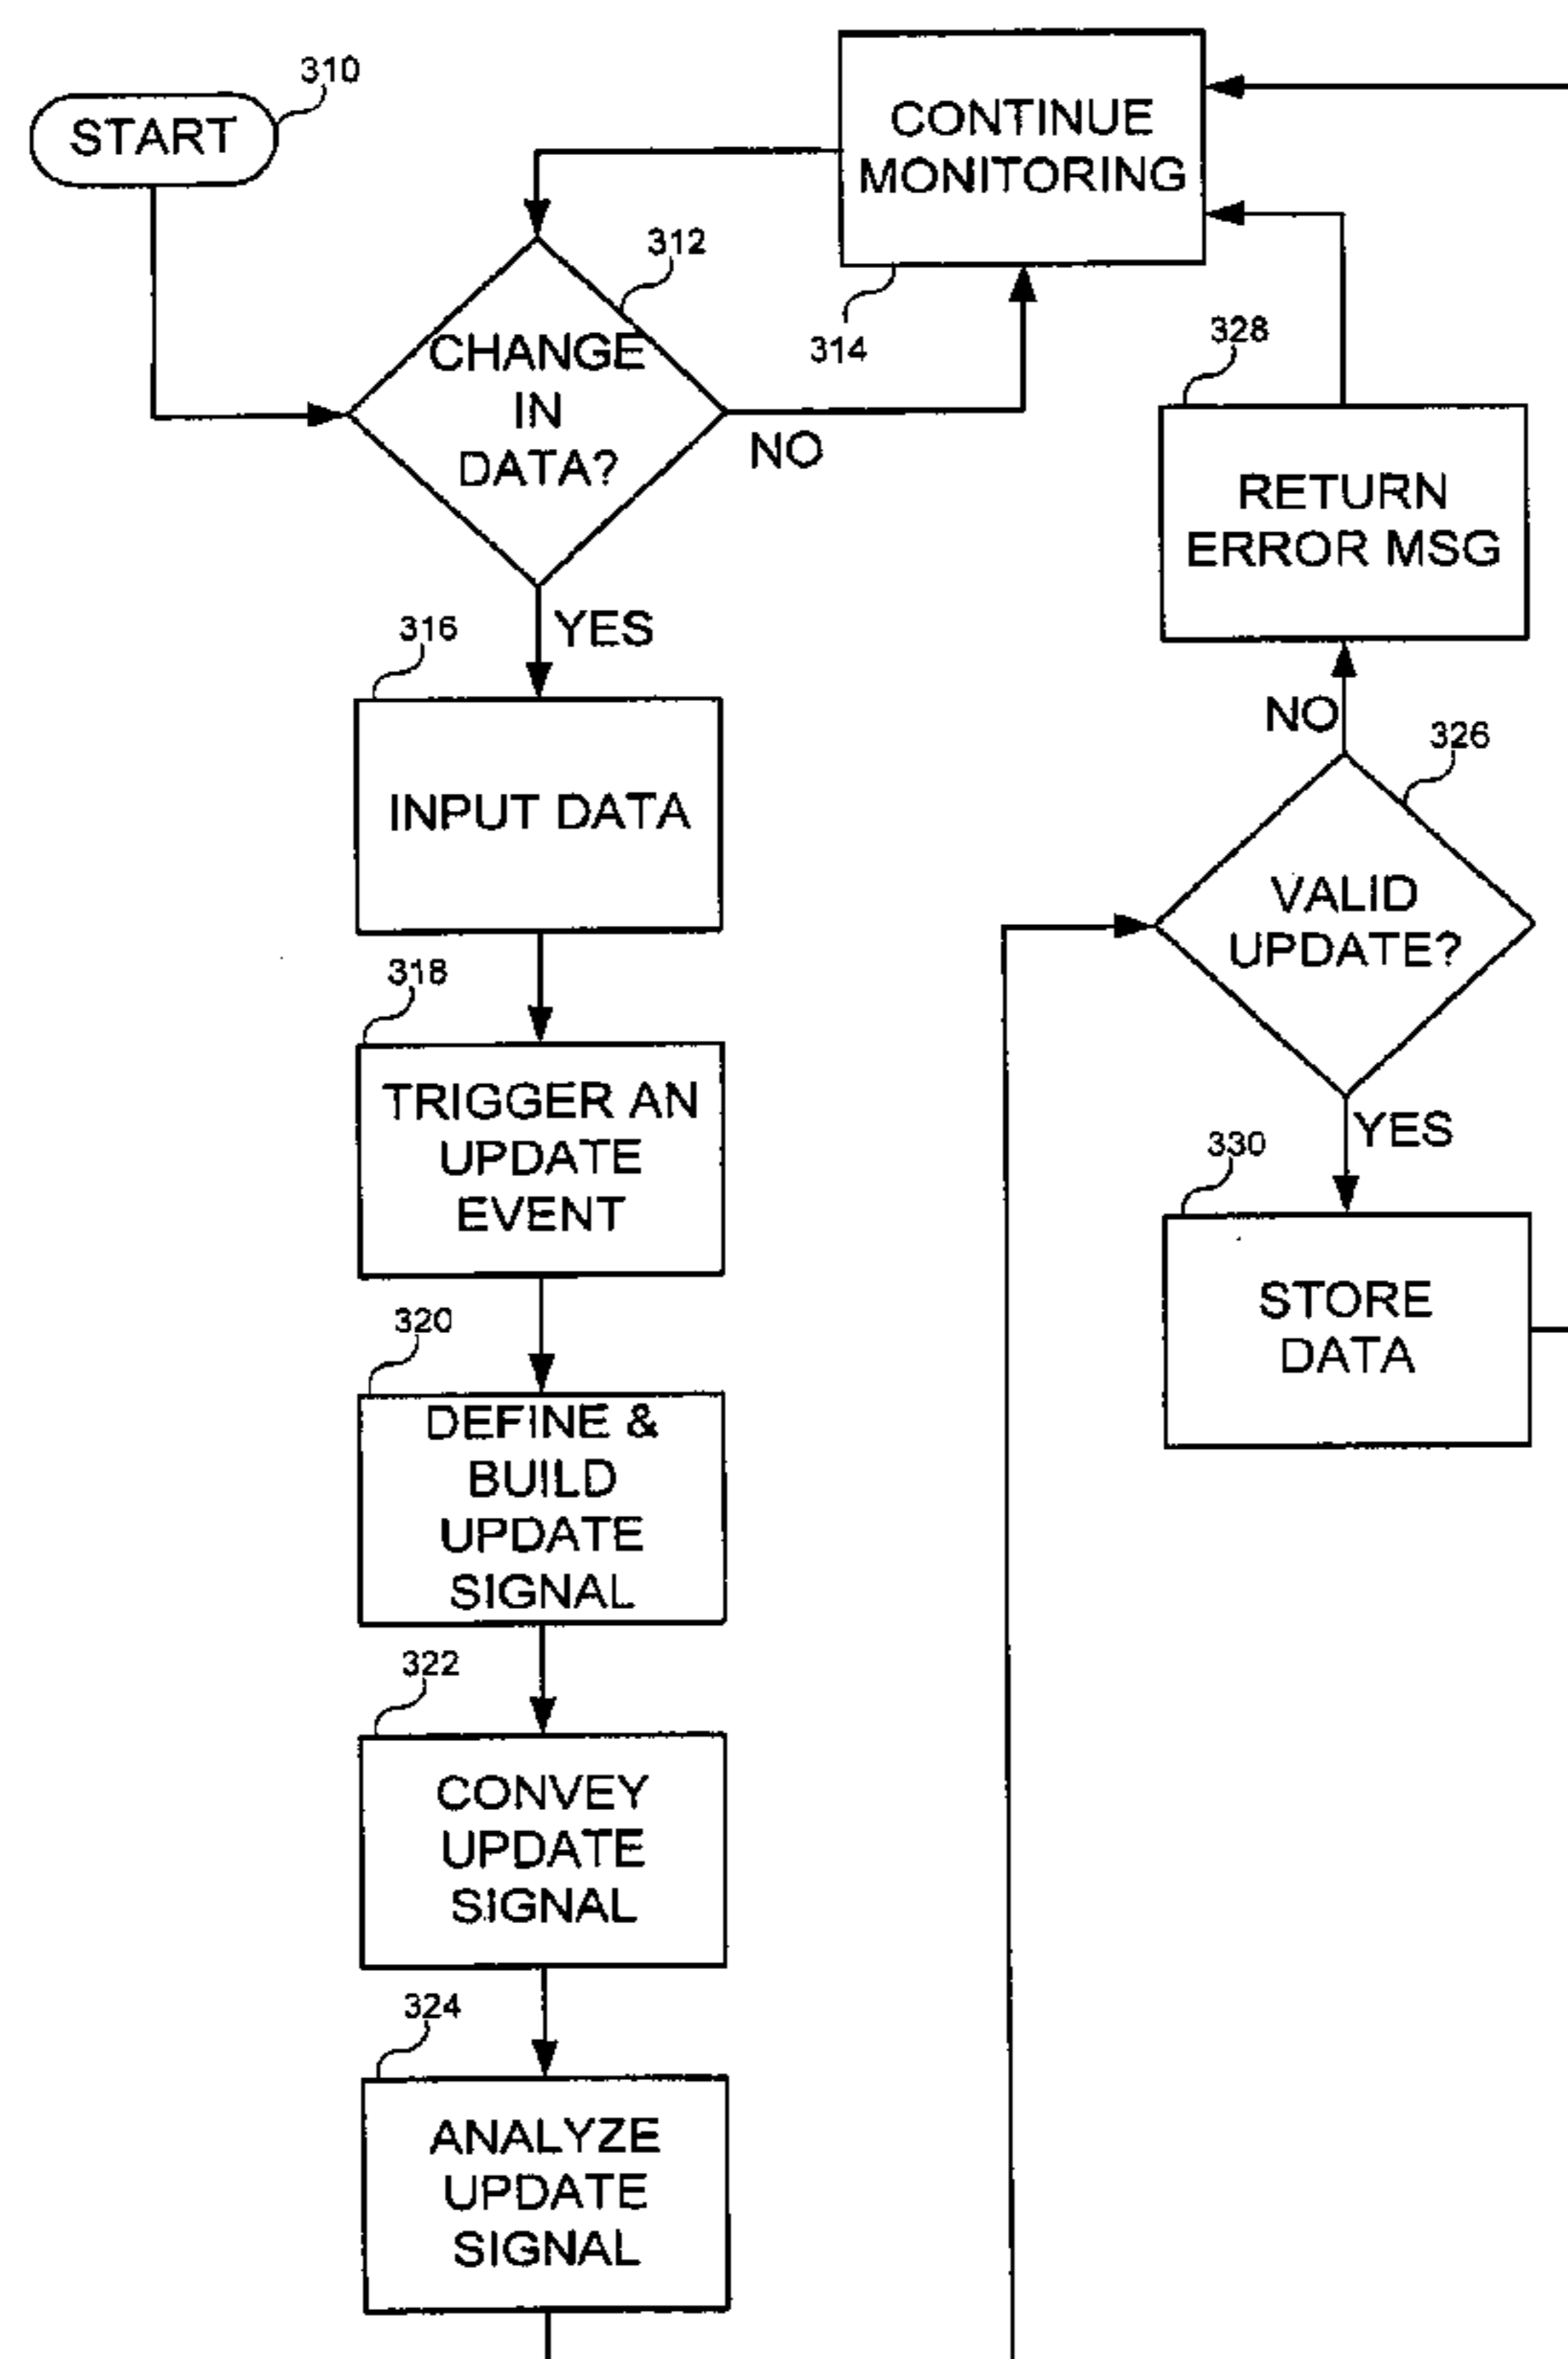 310
START
CONTINUE
MONITORING
312
314
CHANGE
IN
DATA?
NO
YES
316
INPUT DATA
318
TRIGGER AN
UPDATE
EVENT
320
DEFINE &
BUILD
UPDATE
SIGNAL
322
CONVEY
UPDATE
SIGNAL
324
ANALYZE
UPDATE
SIGNAL
328
RETURN
ERROR MSG
NO
326
VALID
UPDATE?
YES
330
STORE
DATA